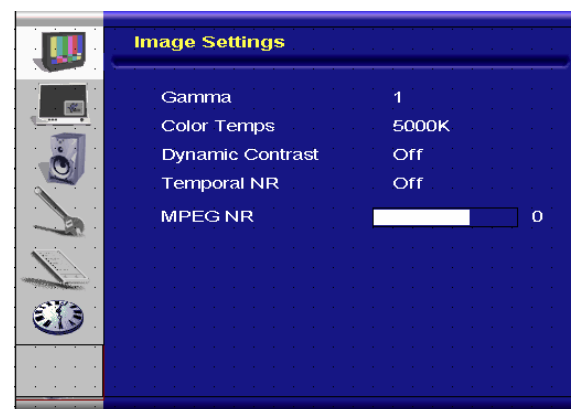 Image Settings
Gamma 1
Color Temps 5000K
Dynamic Contrast Off
Temporal NR Off
MPEG NR 0